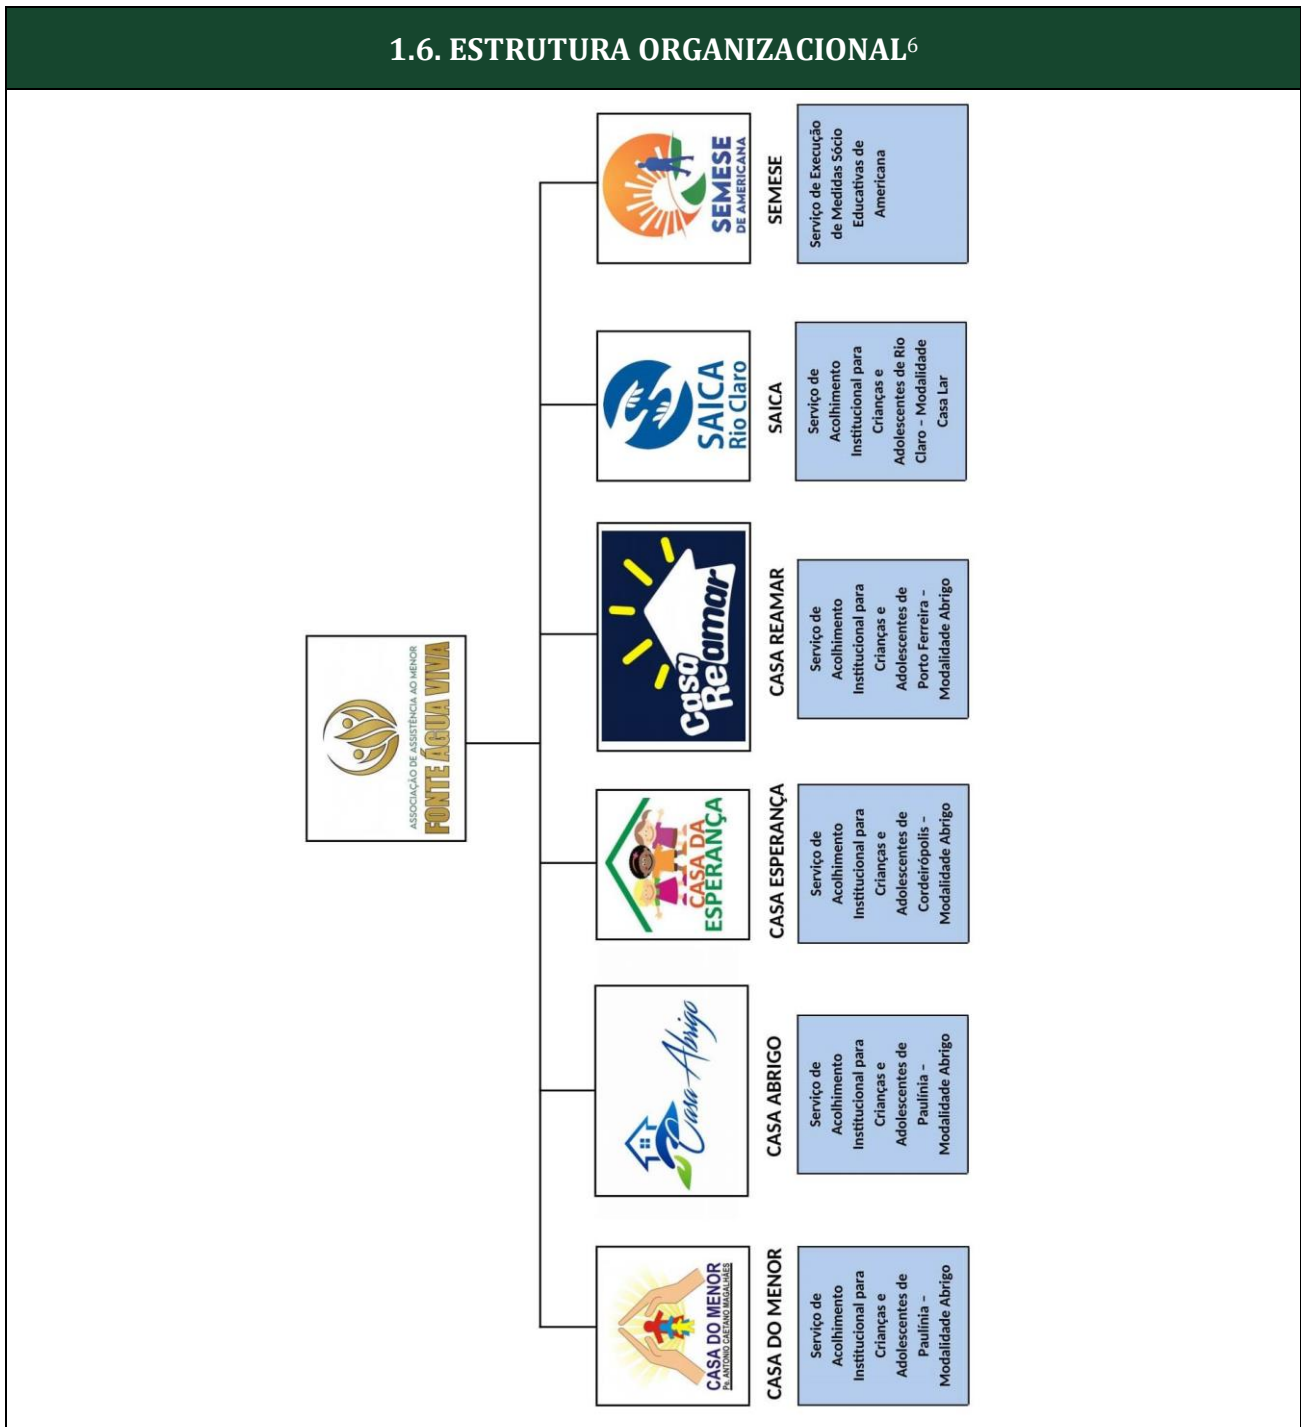 1.6. ESTRUTURA ORGANIZACIONAL⁶
ASSOCIAÇÃO DE ASSISTÊNCIA AO MENOR
FONTE ÁGUA VIVA
CASA DO MENOR
Pe. ANTONIO CAETANO MAGALHÃES
CASA DO MENOR
Serviço de
Acolhimento
Institucional para
Crianças e
Adolescentes de
Paulínia –
Modalidade Abrigo
Casa Abrigo
CASA ABRIGO
Serviço de
Acolhimento
Institucional para
Crianças e
Adolescentes de
Paulínia –
Modalidade Abrigo
CASA DA
ESPERANÇA
CASA ESPERANÇA
Serviço de
Acolhimento
Institucional para
Crianças e
Adolescentes de
Cordeirópolis –
Modalidade Abrigo
Casa
Reamar
CASA REAMAR
Serviço de
Acolhimento
Institucional para
Crianças e
Adolescentes de
Porto Ferreira –
Modalidade Abrigo
SAICA
Rio Claro
SAICA
Serviço de
Acolhimento
Institucional para
Crianças e
Adolescentes de Rio
Claro – Modalidade
Casa Lar
SEMESE
DE AMERICANA
SEMESE
Serviço de Execução
de Medidas Sócio
Educativas de
Americana